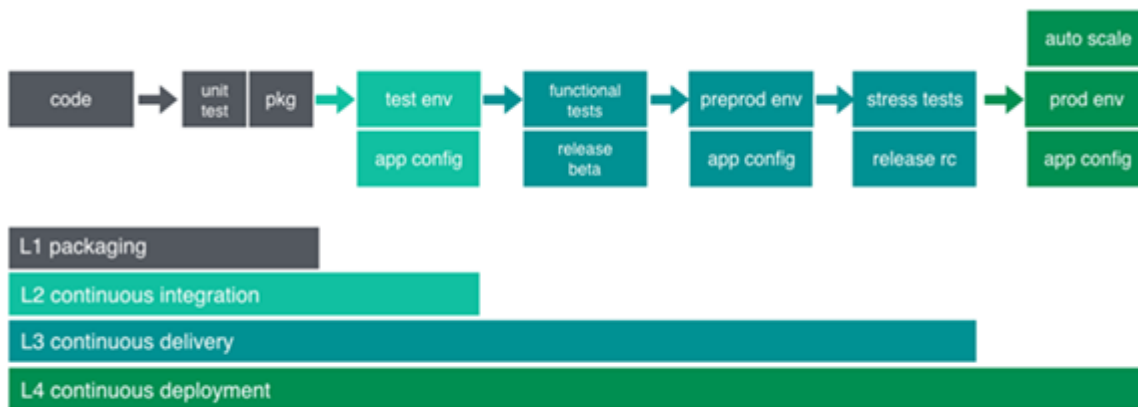 auto scale
code
unit
test
pkg
test env
functional
tests
preprod env
stress tests
prod env
app config
release
beta
app config
release rc
app config
L1 packaging
L2 continuous integration
L3 continuous delivery
L4 continuous deployment